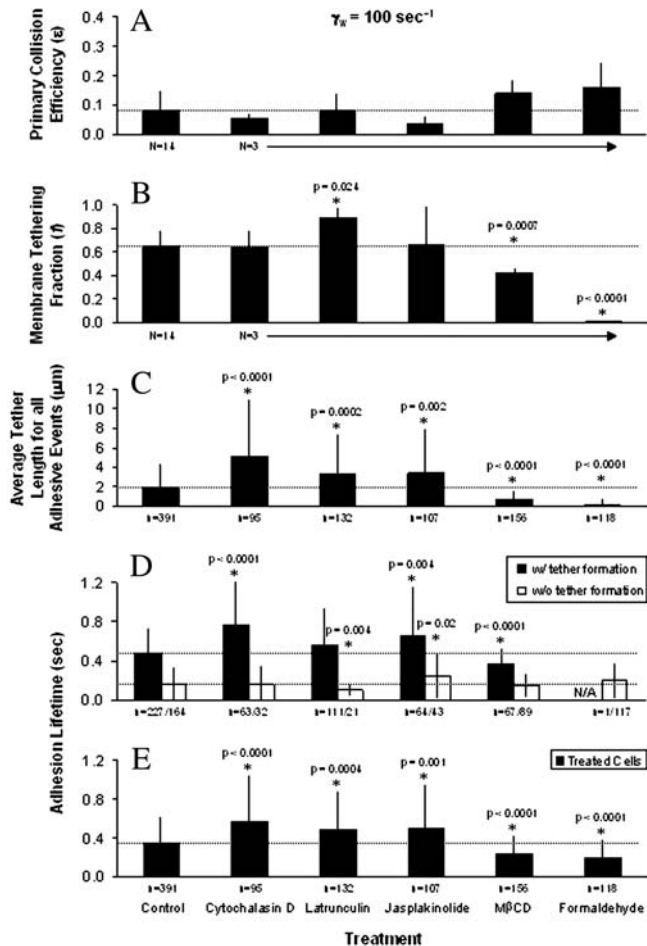 A
γw = 100 sec⁻¹
Primary Collision
Efficiency (ε)
0.4
0.3
0.2
0.1
0.0
N=14 N=3
B
Membrane Tethering
Fraction (f)
1.0
0.8
0.6
0.4
0.2
0.0
p = 0.024
*
p = 0.0007
*
p < 0.0001
*
N=14 N=3
C
Average Tether
Length for all
Adhesive Events (μm)
12
10
8
6
4
2
0
p < 0.0001
*
p = 0.0002
*
p = 0.002
*
p < 0.0001
*
p < 0.0001
*
n=391 n=95 n=132 n=107 n=156 n=118
D
w/ tether formation
w/o tether formation
Adhesion Lifetime (sec)
1.2
0.8
0.4
0.0
p < 0.0001
*
p = 0.004
*
p = 0.004
*
p = 0.02
*
p < 0.0001
*
N/A
n=227/164 n=63/32 n=111/21 n=64/43 n=67/89 n=1/117
E
Treated Cells
1.2
0.8
0.4
0.0
p < 0.0001
*
p = 0.0004
*
p = 0.001
*
p < 0.0001
*
p < 0.0001
*
n=391 n=95 n=132 n=107 n=156 n=118
Control Cytochalasin D Latrunculin Jasplakinolide MβCD Formaldehyde
Treatment